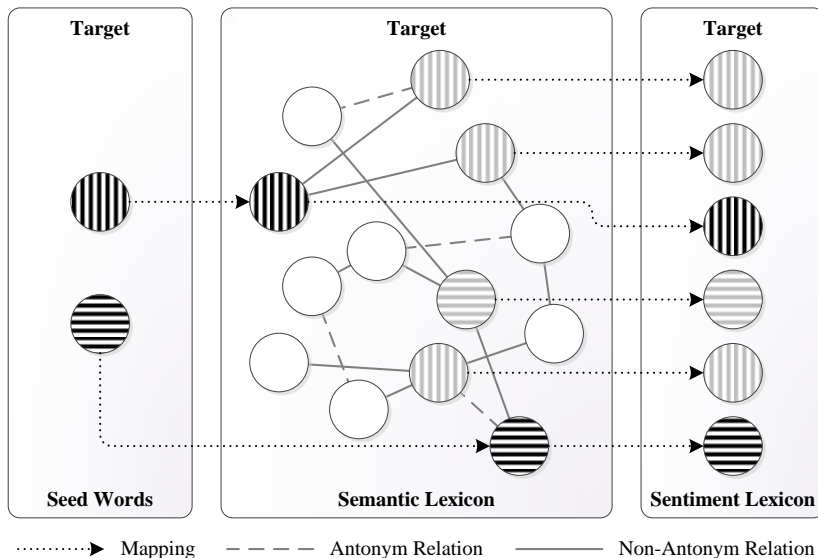 Target
Target
Target
Seed Words
Semantic Lexicon
Sentiment Lexicon
Mapping
Antonym Relation
Non-Antonym Relation